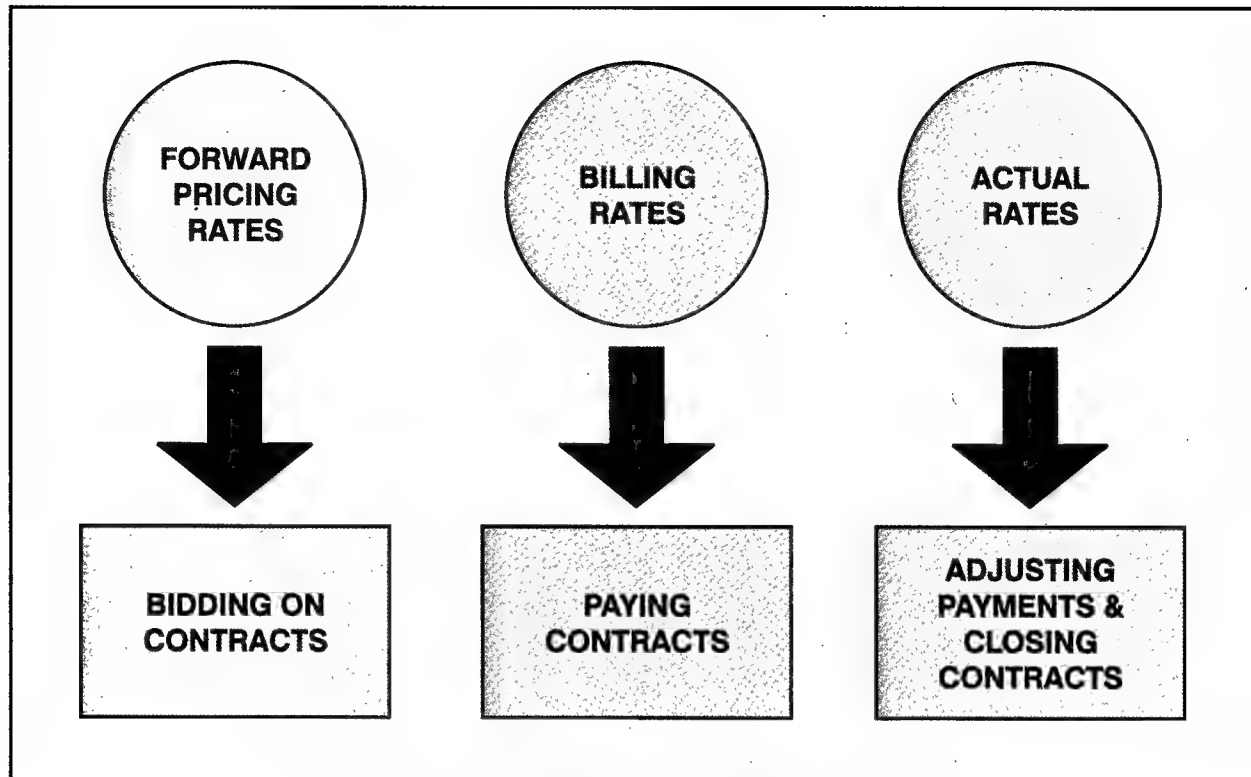 FORWARD
PRICING
RATES
BILLING
RATES
ACTUAL
RATES
BIDDING ON
CONTRACTS
PAYING
CONTRACTS
ADJUSTING
PAYMENTS &
CLOSING
CONTRACTS